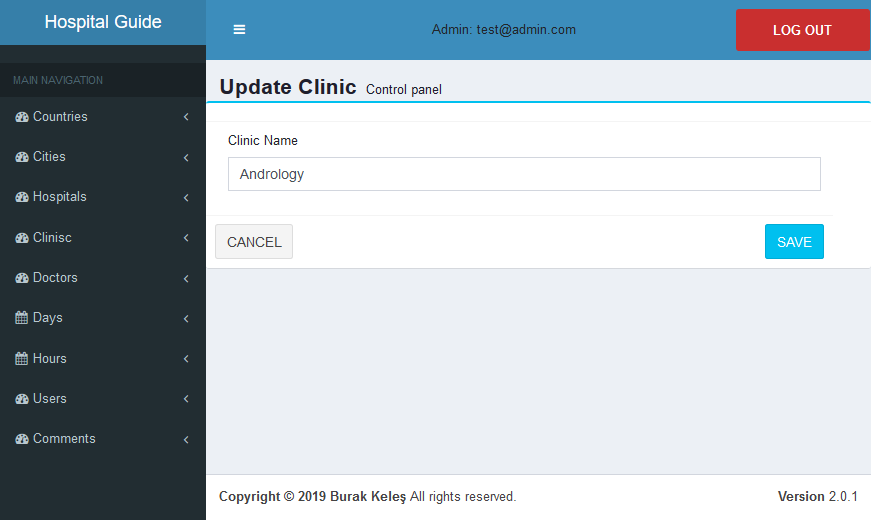 Hospital Guide
Admin: test@admin.com
LOG OUT
MAIN NAVIGATION
Countries
Cities
Hospitals
Clinisc
Doctors
Days
Hours
Users
Comments
Update Clinic Control panel
Clinic Name
Andrology
CANCEL
SAVE
Copyright © 2019 Burak Keleş All rights reserved.
Version 2.0.1